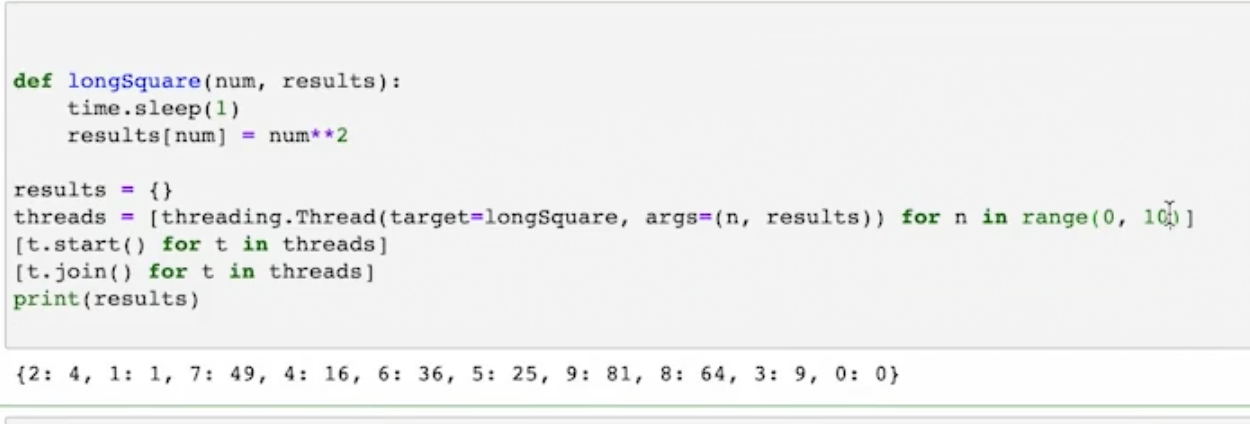 def longSquare(num, results):
    time.sleep(1)
    results[num] = num**2
results = {}
threads = [threading.Thread(target=longSquare, args=(n, results)) for n in range(0, 10)]
[t.start() for t in threads]
[t.join() for t in threads]
print(results)
{2: 4, 1: 1, 7: 49, 4: 16, 6: 36, 5: 25, 9: 81, 8: 64, 3: 9, 0: 0}